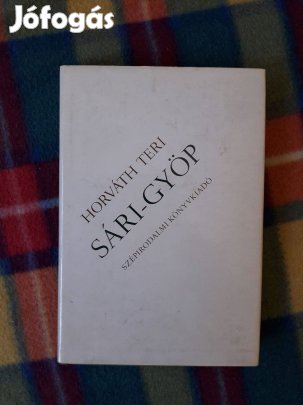 Jófogás
HORVÁTH TERI
SÁRI-GYÖP
SZÉPIRODALMI KÖNYVKIADÓ